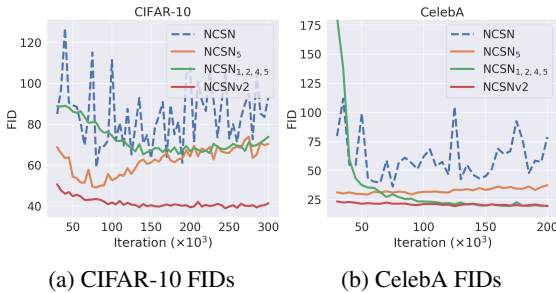 CIFAR-10
120
100
80
60
40
FID
50 100 150 200 250 300
Iteration (×10³)
NCSN
NCSN₅
NCSN₁, ₂, ₄, ₅
NCSNv2
(a) CIFAR-10 FIDs
CelebA
175
150
125
100
75
50
25
FID
50 100 150 200
Iteration (×10³)
NCSN
NCSN₅
NCSN₁, ₂, ₄, ₅
NCSNv2
(b) CelebA FIDs